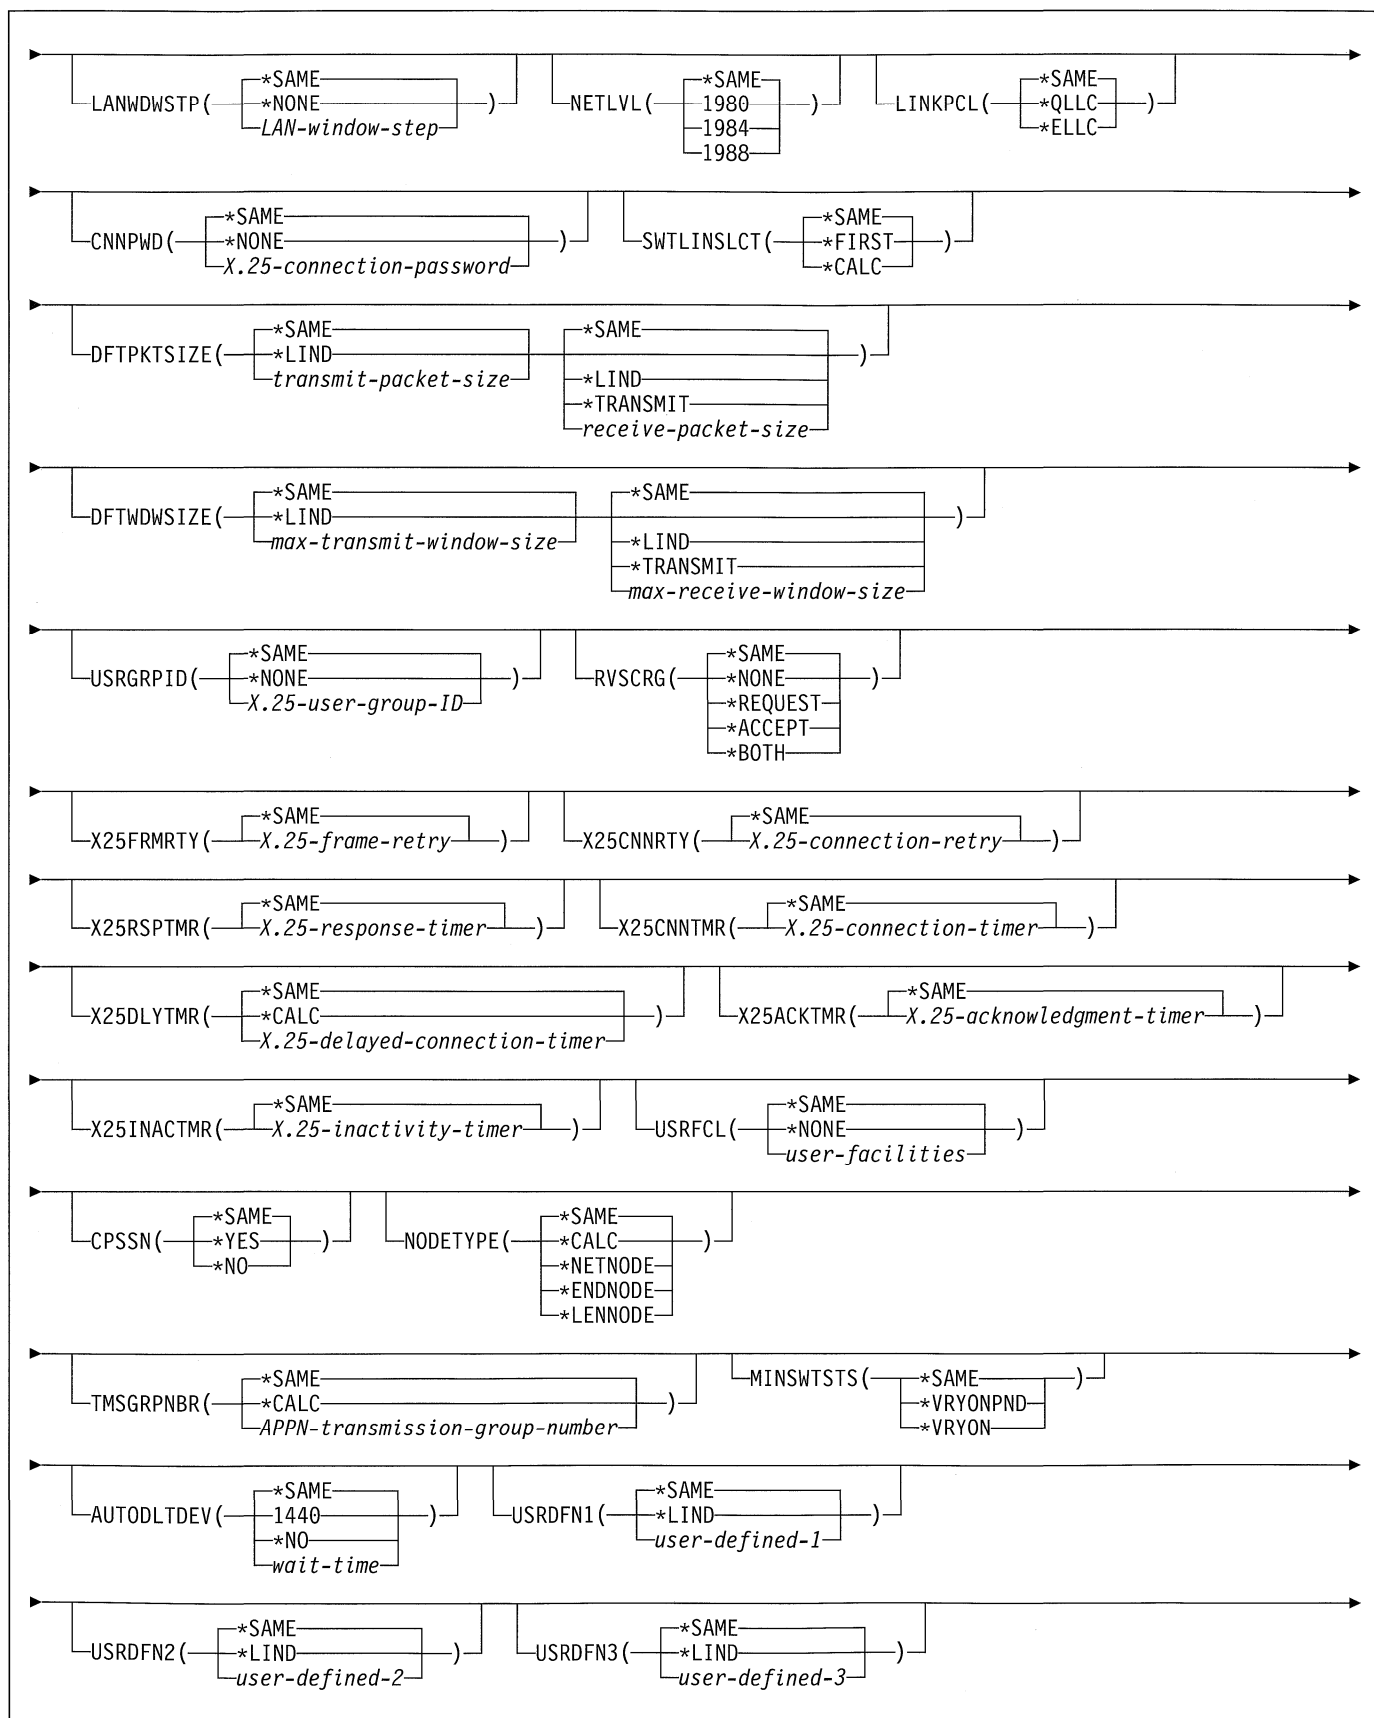 *SAME *SAME *SAME
LANWDWSTP( *NONE ) NETLVL( 1980 ) LINKPCL( *QLLC )
LAN-window-step 1984 *ELLC
1988
*SAME *SAME
CNNPWD( *NONE ) SWTLINSLCT( *FIRST )
X.25-connection-password *CALC
*SAME *SAME
DFTPKTSIZE( *LIND )
transmit-packet-size *LIND
*TRANSMIT
receive-packet-size
*SAME *SAME
DFTWDWSIZE( *LIND )
max-transmit-window-size *LIND
*TRANSMIT
max-receive-window-size
*SAME *SAME
USRGRPID( *NONE ) RVSCRG( *NONE )
X.25-user-group-ID *REQUEST
*ACCEPT
*BOTH
*SAME *SAME
X25FRMRTY( X.25-frame-retry ) X25CNNRTY( X.25-connection-retry )
*SAME *SAME
X25RSPTMR( X.25-response-timer ) X25CNNTMR( X.25-connection-timer )
*SAME *SAME
X25DLYTMR( *CALC ) X25ACKTMR( X.25-acknowledgment-timer )
X.25-delayed-connection-timer
*SAME *SAME
X25INACTMR( X.25-inactivity-timer ) USRFCL( *NONE )
user-facilities
*SAME *SAME
CPSSN( *YES ) NODETYPE( *CALC )
*NO *NETNODE
*ENDNODE
*LENNODE
*SAME MINSWTSTS( *SAME )
TMSGRPNBR( *CALC ) *VRYONPND
APPN-transmission-group-number *VRYON
*SAME *SAME
AUTODLTDEV( 1440 ) USRDFN1( *LIND )
*NO user-defined-1
wait-time
*SAME *SAME
USRDFN2( *LIND ) USRDFN3( *LIND )
user-defined-2 user-defined-3